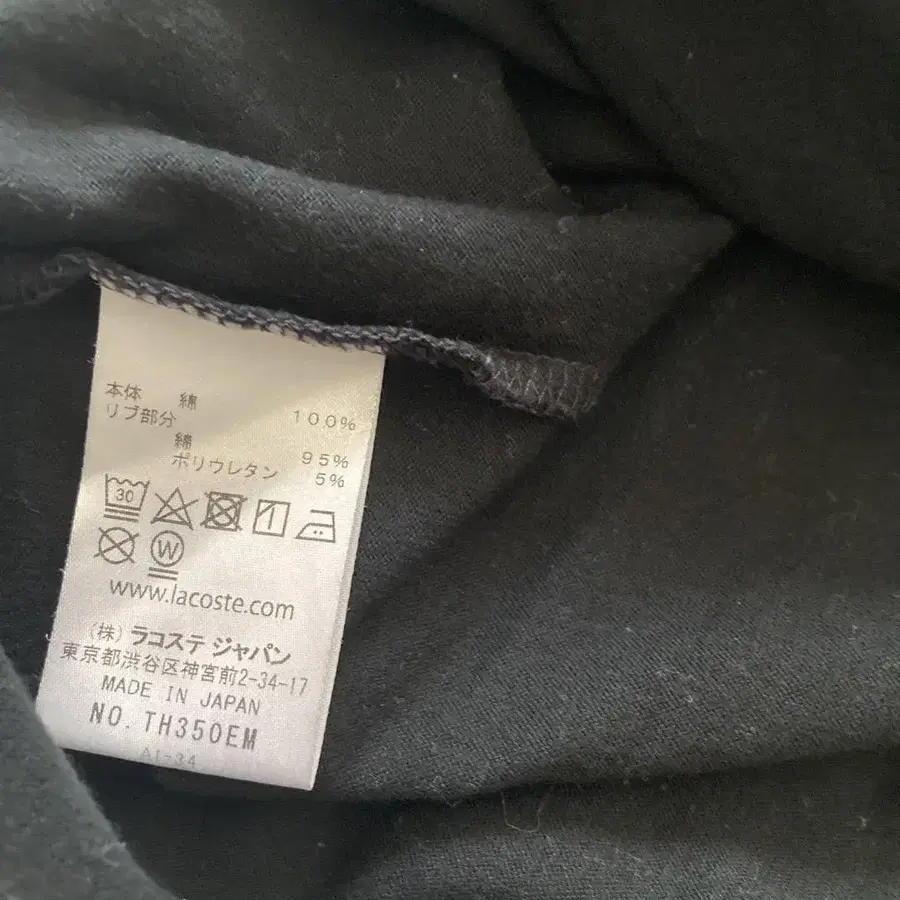 本体 綿 100%
リブ部分
綿 95%
ポリウレタン 5%
30
W
www.lacoste.com
(株) ラコステ ジャパン
東京都渋谷区神宮前2-34-17
MADE IN JAPAN
NO. TH350EM